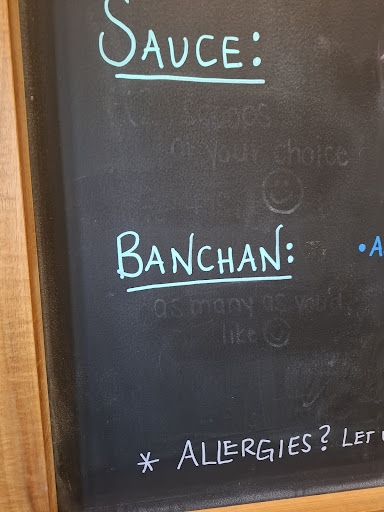 SAUCE:
of your choice
BANCHAN:
• A
as many as you'd
like
* ALLERGIES? LET